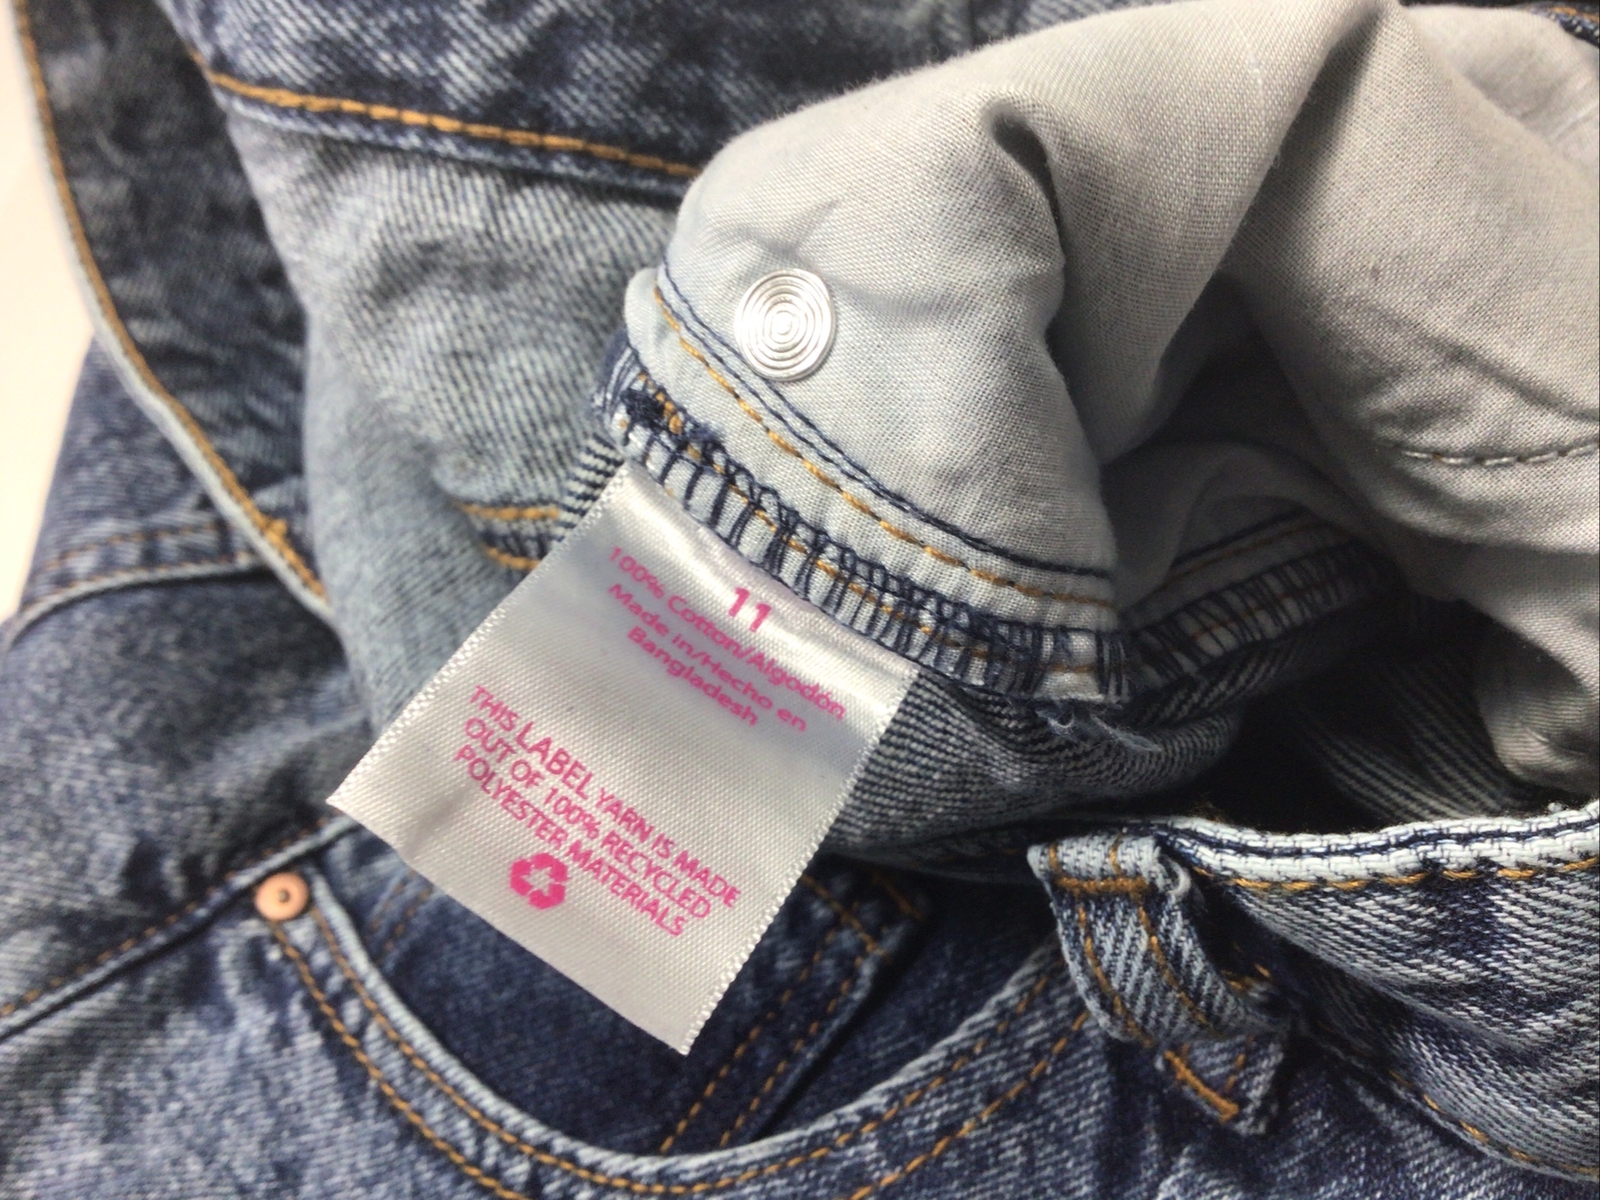 11
100% Cotton/Algodón
Made in/Hecho en
Bangladesh
THIS LABEL YARN IS MADE
OUT OF 100% RECYCLED
POLYESTER MATERIALS